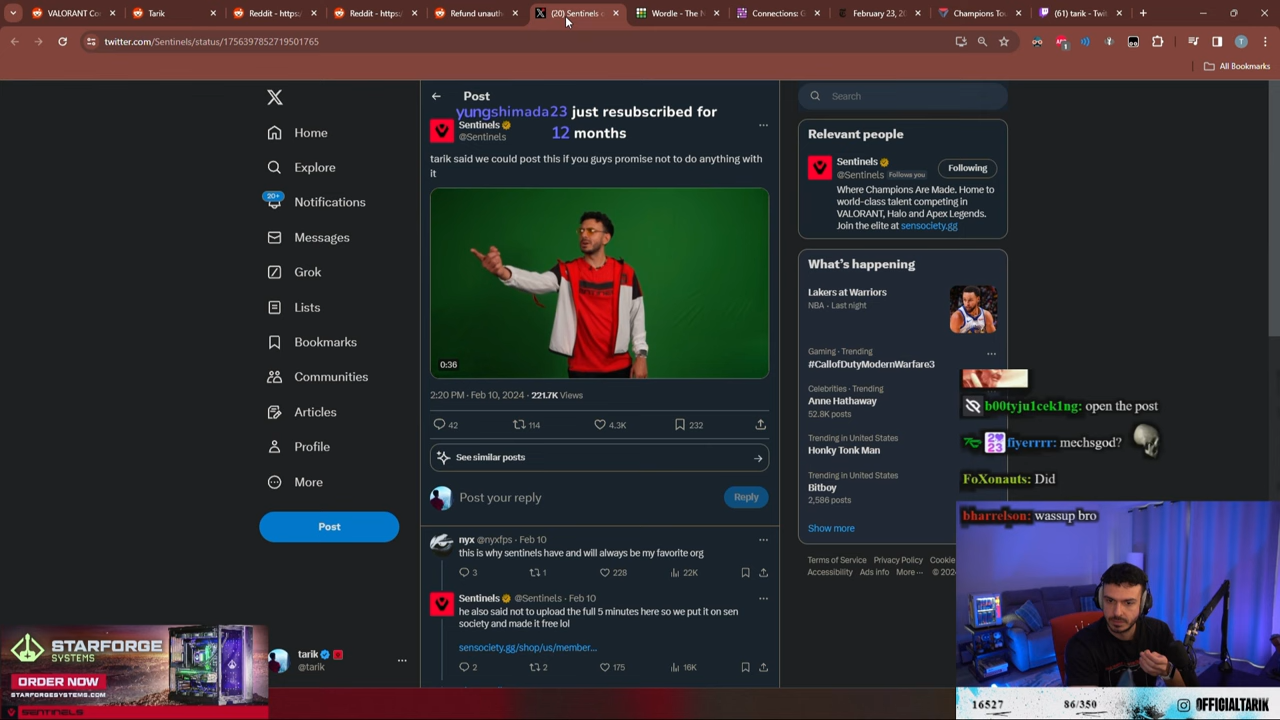 VALORANT Co
Tarik
Reddit - https:/
Reddit - https:/
Refund unauth
(20) Sentinels o
Wordle - The N
Connections: G
February 23, 20
Champions Tou
(61) tarik - Twit
twitter.com/Sentinels/status/1756397852719501765
All Bookmarks
Home
Explore
20+
Notifications
Messages
Grok
Lists
Bookmarks
Communities
Articles
Profile
More
Post
tarik
@tarik
Post
yungshimada23 just resubscribed for
12 months
Sentinels
@Sentinels
tarik said we could post this if you guys promise not to do anything with
it
0:36
2:20 PM · Feb 10, 2024 · 221.7K Views
42
114
4.3K
232
See similar posts
Post your reply
Reply
nyx @nyxfps · Feb 10
this is why sentinels have and will always be my favorite org
3
1
228
22K
Sentinels @Sentinels · Feb 10
he also said not to upload the full 5 minutes here so we put it on sen
society and made it free lol
sensociety.gg/shop/us/member...
2
2
175
16K
Search
Relevant people
Sentinels
@Sentinels Follows you
Following
Where Champions Are Made. Home to
world-class talent competing in
VALORANT, Halo and Apex Legends.
Join the elite at sensociety.gg
What's happening
Lakers at Warriors
NBA · Last night
Gaming · Trending
#CallofDutyModernWarfare3
Celebrities · Trending
Anne Hathaway
52.8K posts
Trending in United States
Honky Tonk Man
Trending in United States
Bitboy
2,586 posts
Show more
Terms of Service Privacy Policy Cookie
Accessibility Ads info More ··· © 202
b00tyju1cek1ng: open the post
fiyerrrr: mechsgod?
FoXonauts: Did
bharrelson: wassup bro
STARFORGE
SYSTEMS
ORDER NOW
STARFORGESYSTEMS.COM
SENTINELS
16527
86/350
OFFICIALTARIK